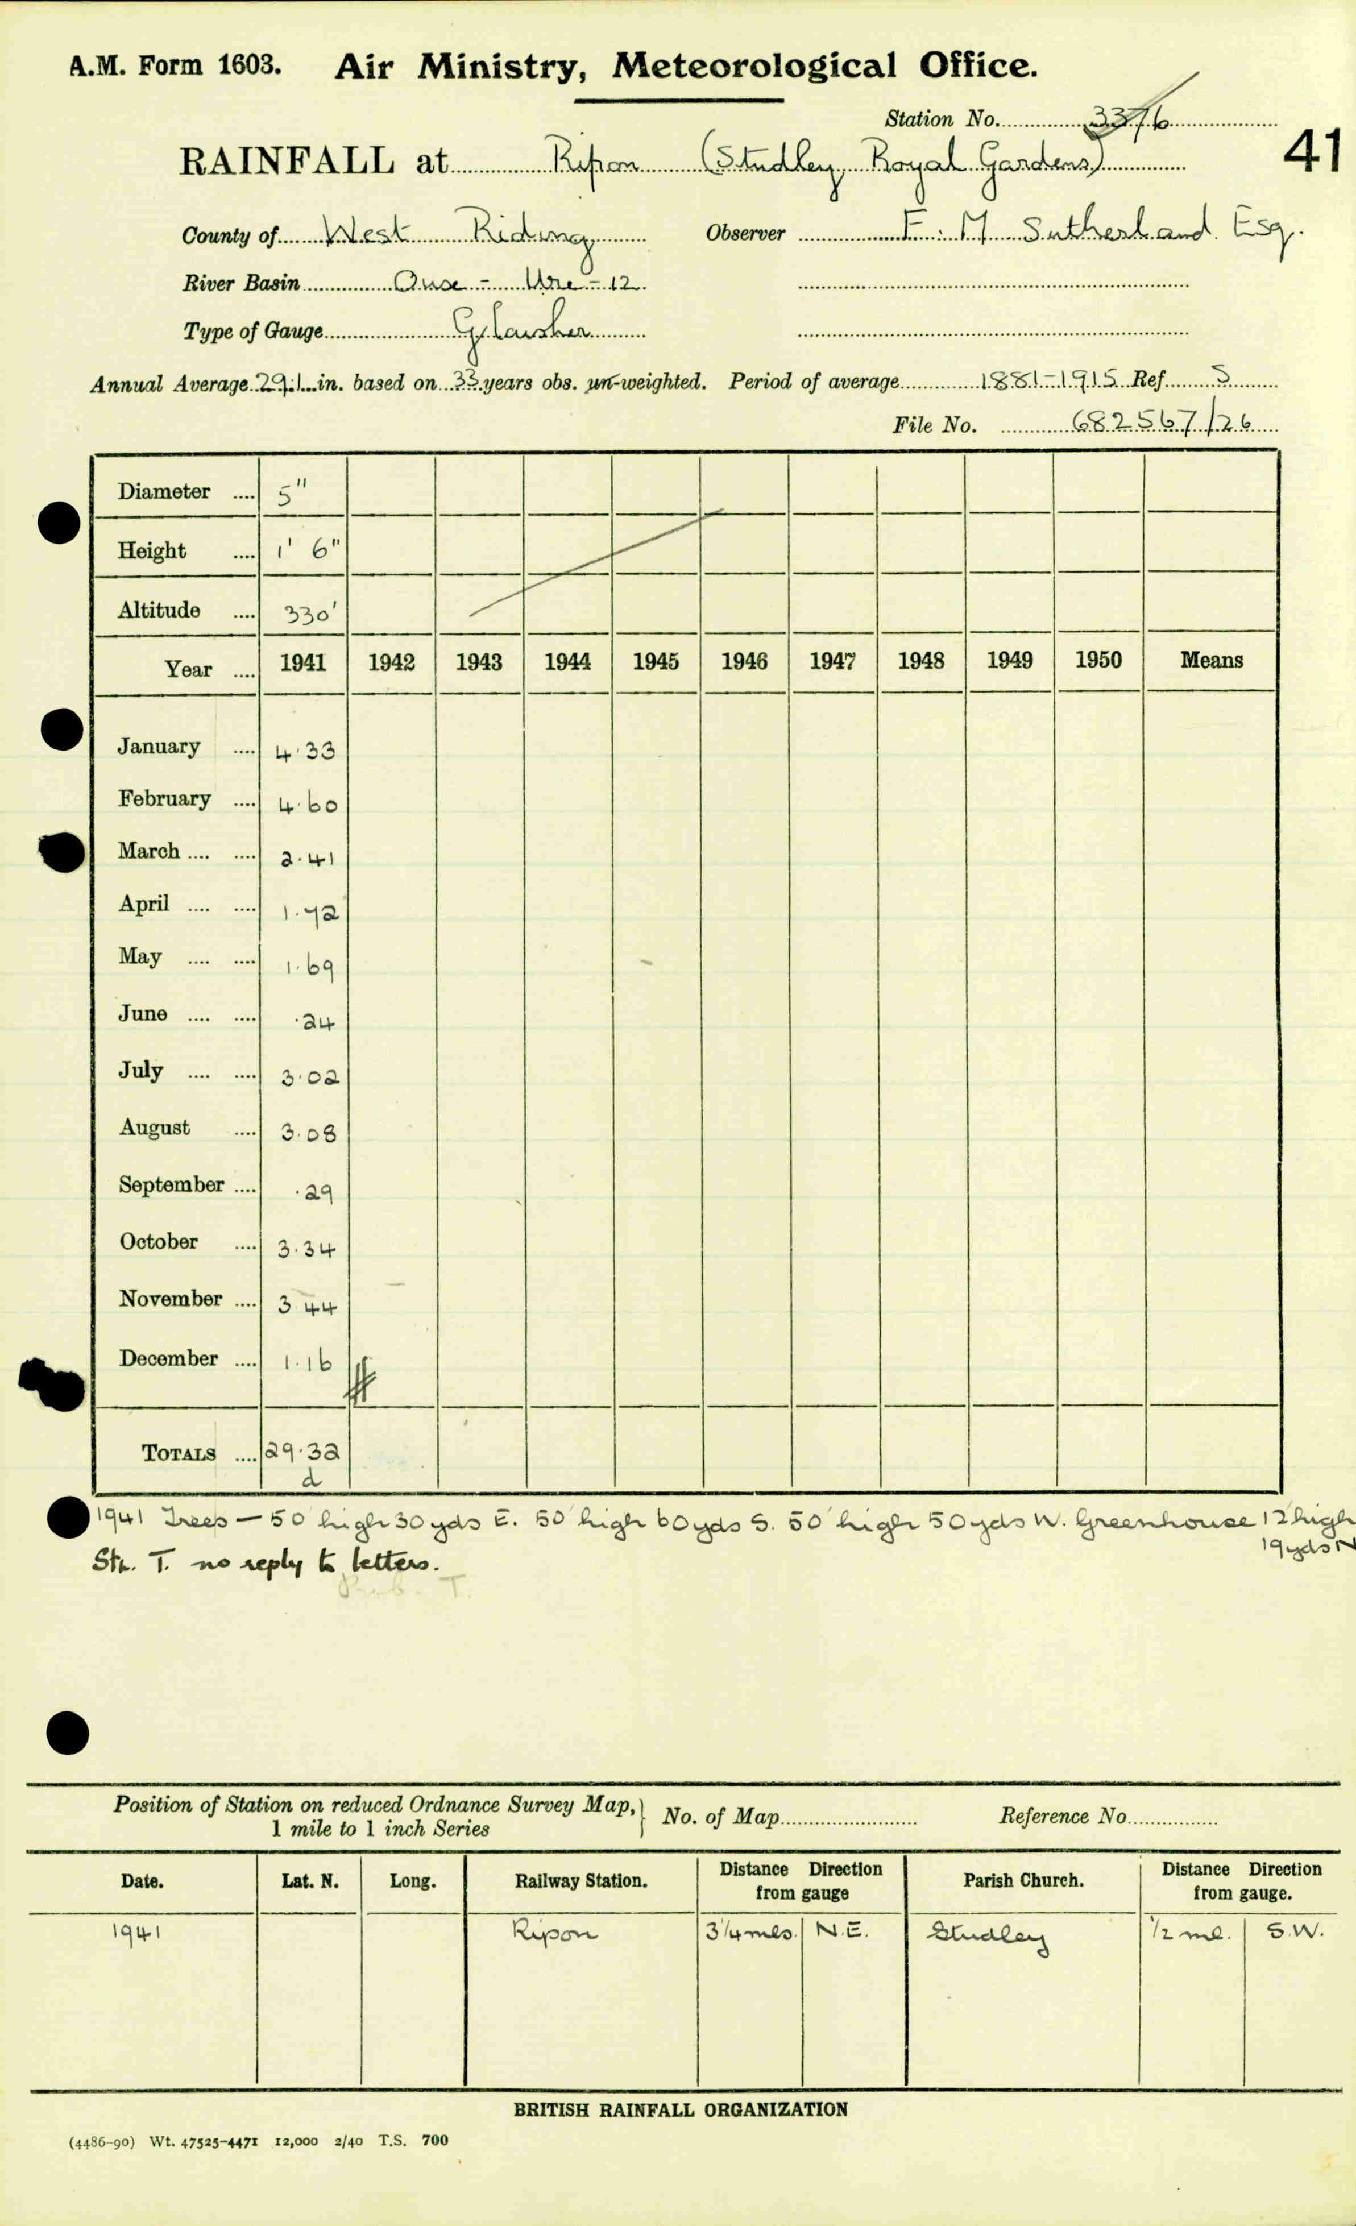 A.M. Form 1603. Air Ministry, Meteorological Office.
Station No. 3376
RAINFALL at Ripon (Studley Royal Gardens) 41
County of West Riding Observer F. M Sutherland Esq.
River Basin Ouse - Ure - 12
Type of Gauge Glaisher
Annual Average 29.1 in. based on 33 years obs. un-weighted. Period of average 1881-1915 Ref. S
File No. 682567/26
Diameter .... 5"
Height .... 1' 6"
Altitude .... 330'
Year .... 1941 1942 1943 1944 1945 1946 1947 1948 1949 1950 Means
January .... 4.33
February .... 4.60
March .... .... 2.41
April .... .... 1.72
May .... .... 1.69
June .... .... .24
July .... .... 3.02
August .... 3.08
September .... .29
October .... 3.34
November .... 3 44
December .... 1.16
TOTALS .... 29.32
d
1941 Trees - 50' high 30 yds E. 50' high 60 yds S. 50' high 50 yds W. Greenhouse 12' high
19 yds N
Stn. T. no reply to letters.
Prob. T.
Position of Station on reduced Ordnance Survey Map, } No. of Map Reference No.
1 mile to 1 inch Series
Date. Lat. N. Long. Railway Station. Distance Direction from gauge Parish Church. Distance Direction from gauge.
1941 Ripon 3¼ mls. N.E. Studley ½ ml. S.W.
BRITISH RAINFALL ORGANIZATION
(4486-90) Wt. 47525-4471 12,000 2/40 T.S. 700